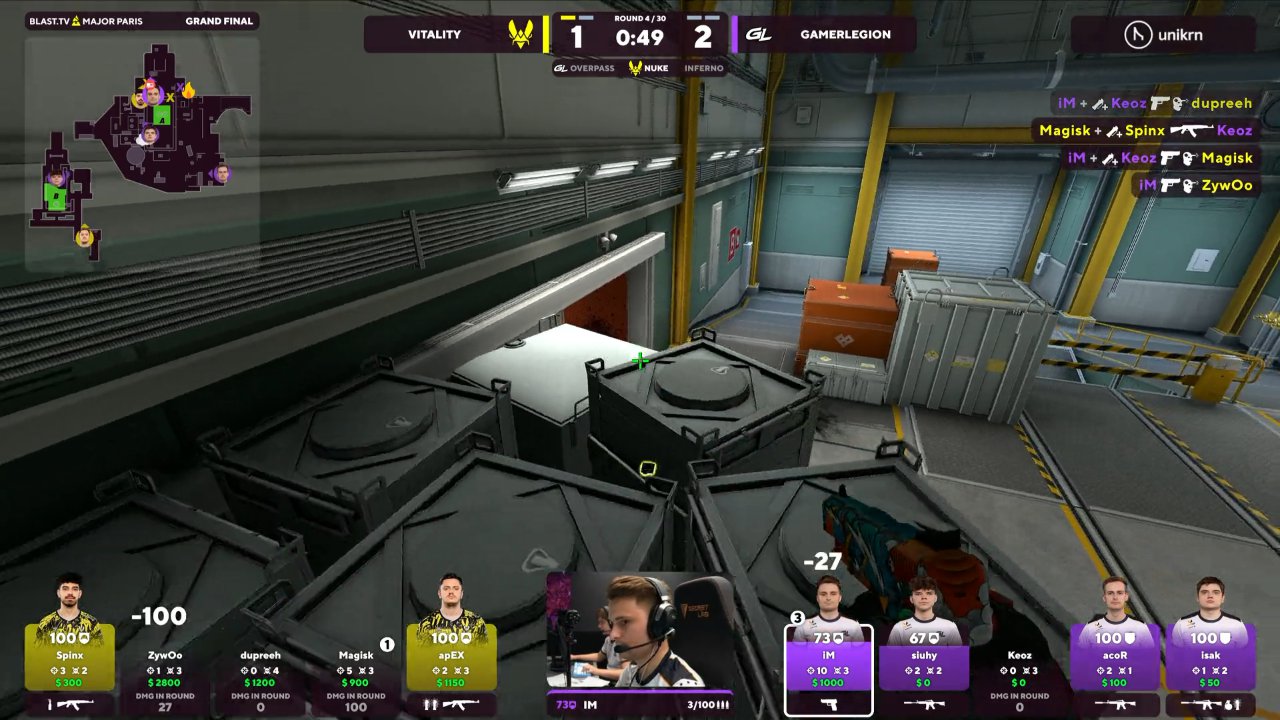 BLAST.TV MAJOR PARIS GRAND FINAL
VITALITY 1 ROUND 4 / 30 0:49 2 GL GAMERLEGION
GL OVERPASS NUKE INFERNO
unikrn
iM + Keoz dupreeh
Magisk + Spinx Keoz
iM + Keoz Magisk
iM ZywOo
A
-27
-100
SECRET LAB
100 Spinx 3 2 $300
ZywOo 1 3 $2800 DMG IN ROUND 27
dupreeh 0 4 $1200 DMG IN ROUND 0
1 Magisk 5 3 $900 DMG IN ROUND 100
100 apEX 2 3 $1150
73 IM 3/100
3 73 iM 10 3 $1000
67 siuhy 2 2 $0
Keoz 0 3 $0 DMG IN ROUND 0
100 acoR 2 1 $100
100 isak 1 2 $50